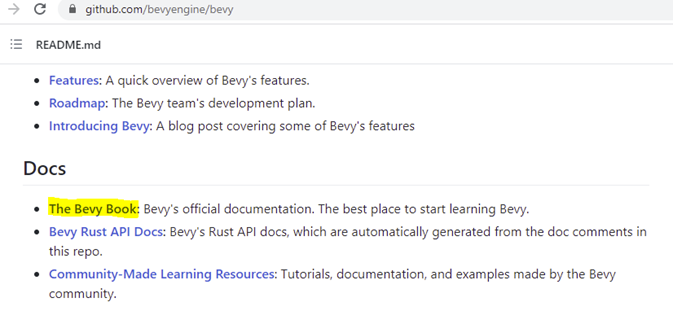 github.com/bevyengine/bevy
README.md
Features: A quick overview of Bevy's features.
Roadmap: The Bevy team's development plan.
Introducing Bevy: A blog post covering some of Bevy's features
Docs
The Bevy Book: Bevy's official documentation. The best place to start learning Bevy.
Bevy Rust API Docs: Bevy's Rust API docs, which are automatically generated from the doc comments in
this repo.
Community-Made Learning Resources: Tutorials, documentation, and examples made by the Bevy
community.